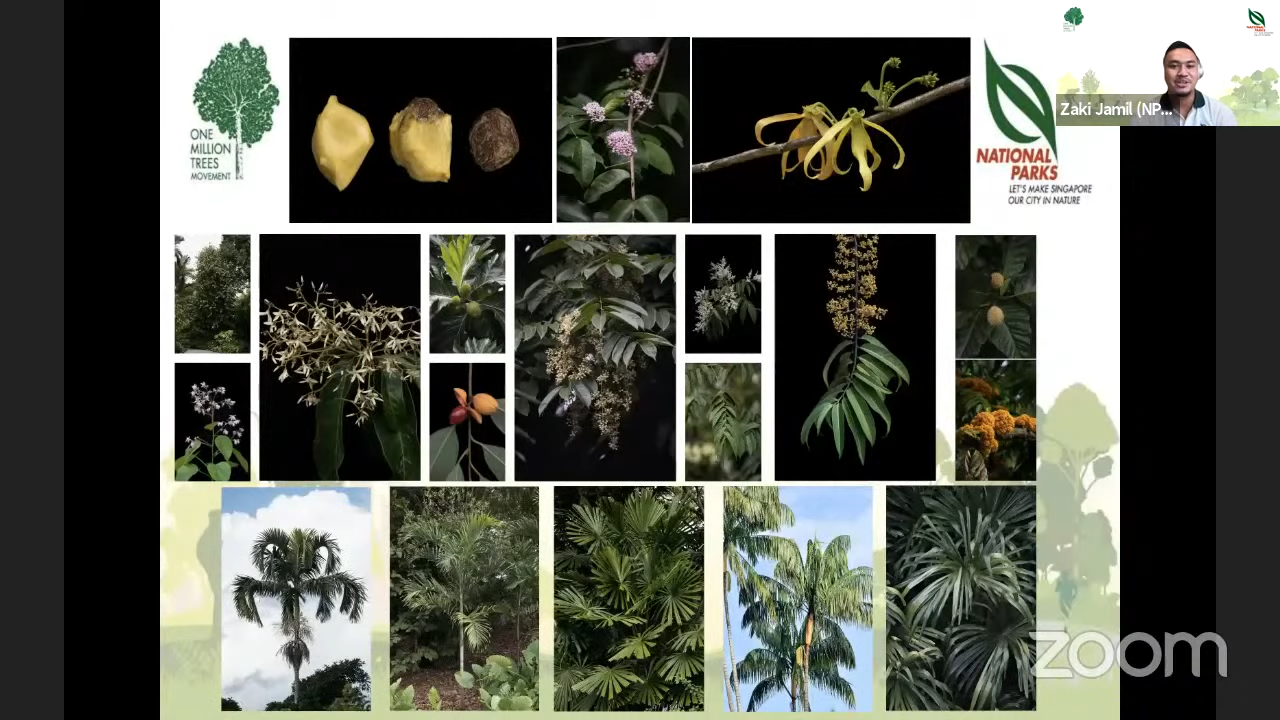 ONE
MILLION
TREES
MOVEMENT
NATIONAL
PARKS
LET'S MAKE SINGAPORE
OUR CITY IN NATURE
Zaki Jamil (NP...
zoom